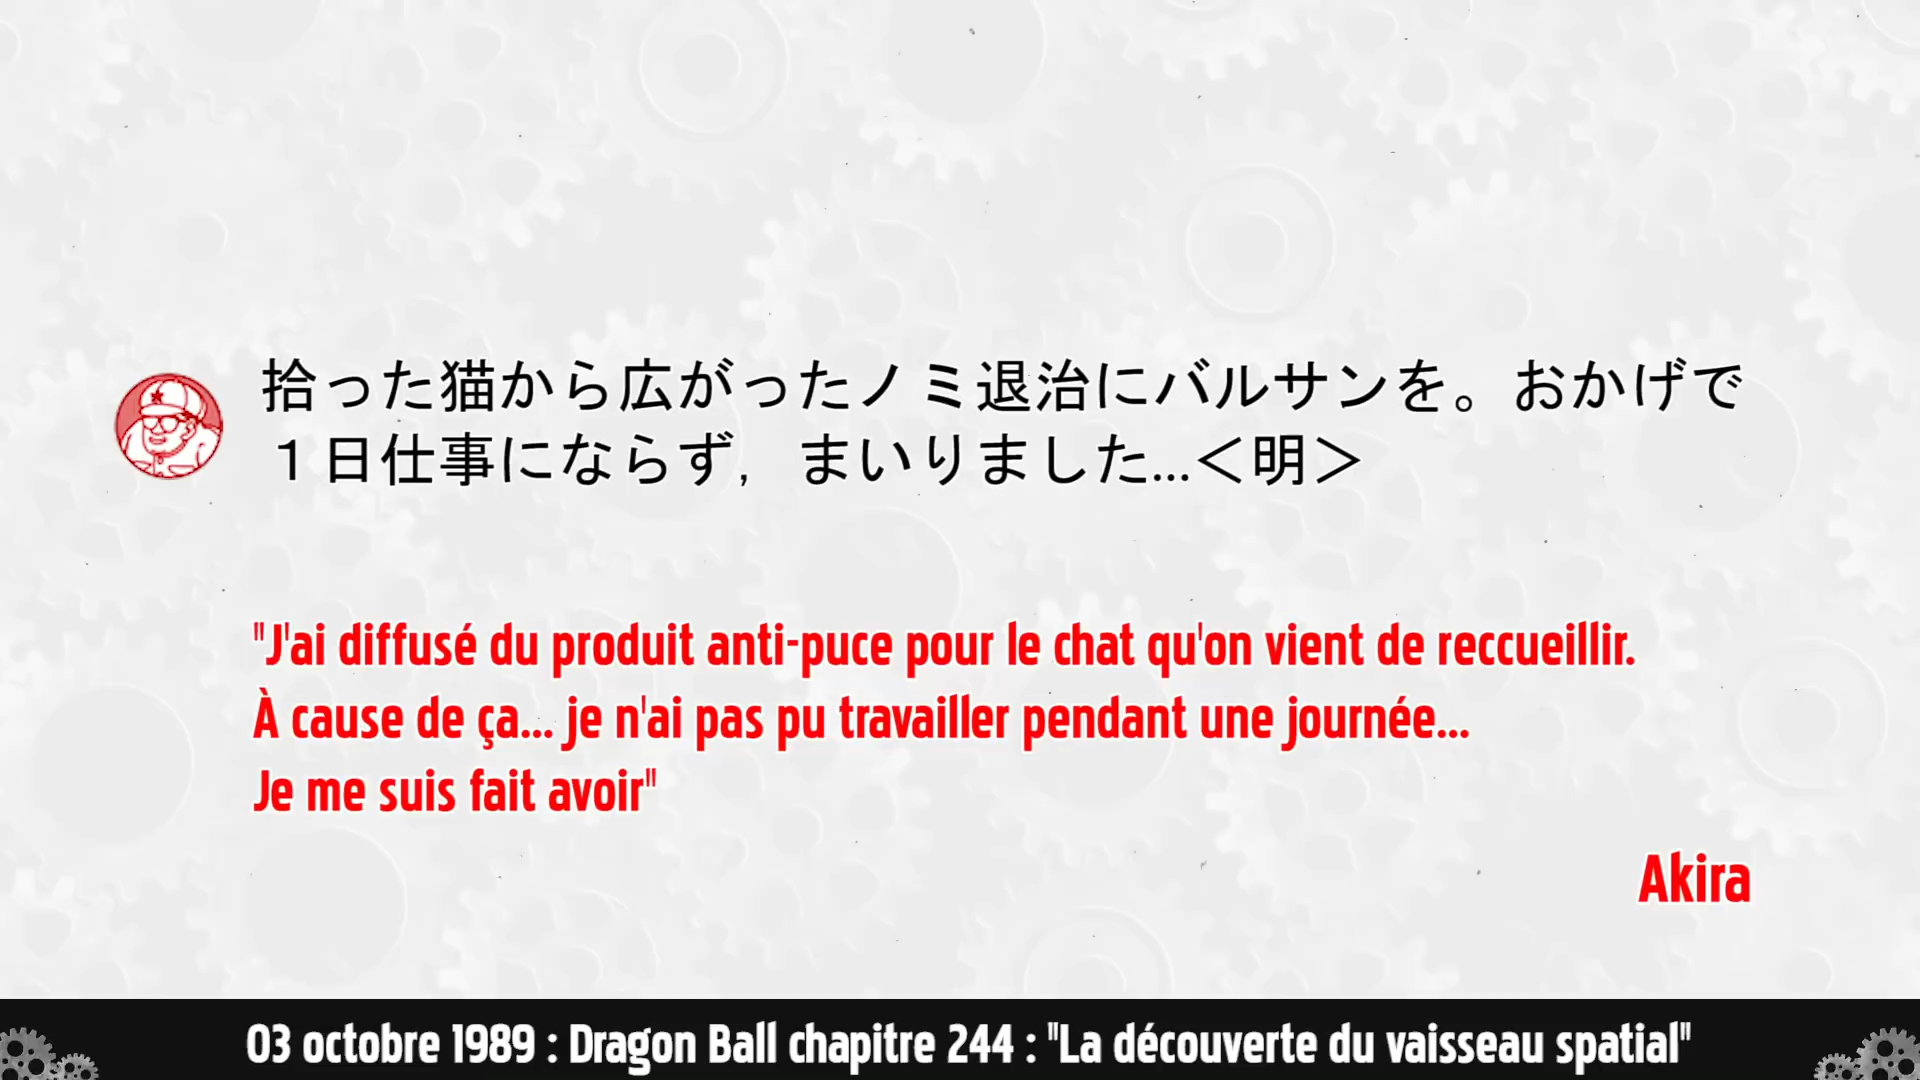 拾った猫から広がったノミ退治にバルサンを。おかげで
１日仕事にならず，まいりました...＜明＞
"J'ai diffusé du produit anti-puce pour le chat qu'on vient de reccueillir.
À cause de ça... je n'ai pas pu travailler pendant une journée...
Je me suis fait avoir"
Akira
03 octobre 1989 : Dragon Ball chapitre 244 : "La découverte du vaisseau spatial"